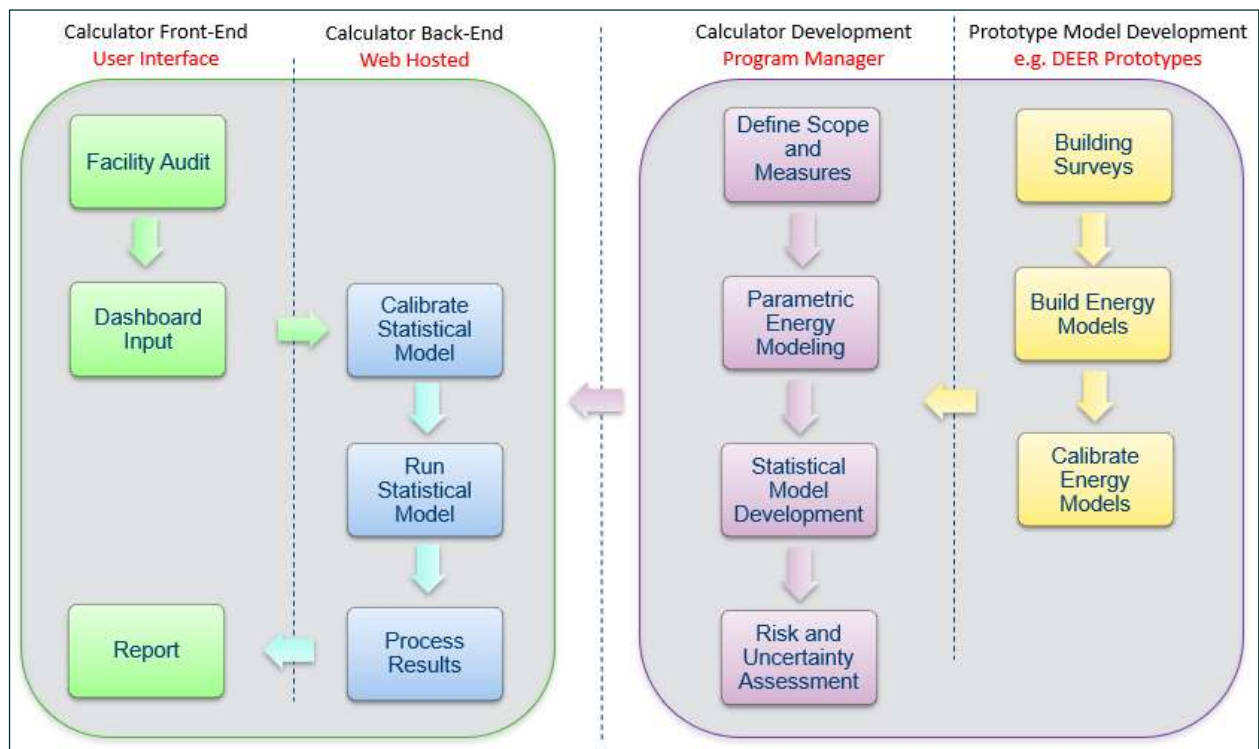 Calculator Front-End
User Interface
Calculator Back-End
Web Hosted
Calculator Development
Program Manager
Prototype Model Development
e.g. DEER Prototypes
Facility Audit
Dashboard
Input
Report
Calibrate
Statistical
Model
Run
Statistical
Model
Process
Results
Define Scope
and
Measures
Parametric
Energy
Modeling
Statistical
Model
Development
Risk and
Uncertainty
Assessment
Building
Surveys
Build Energy
Models
Calibrate
Energy
Models